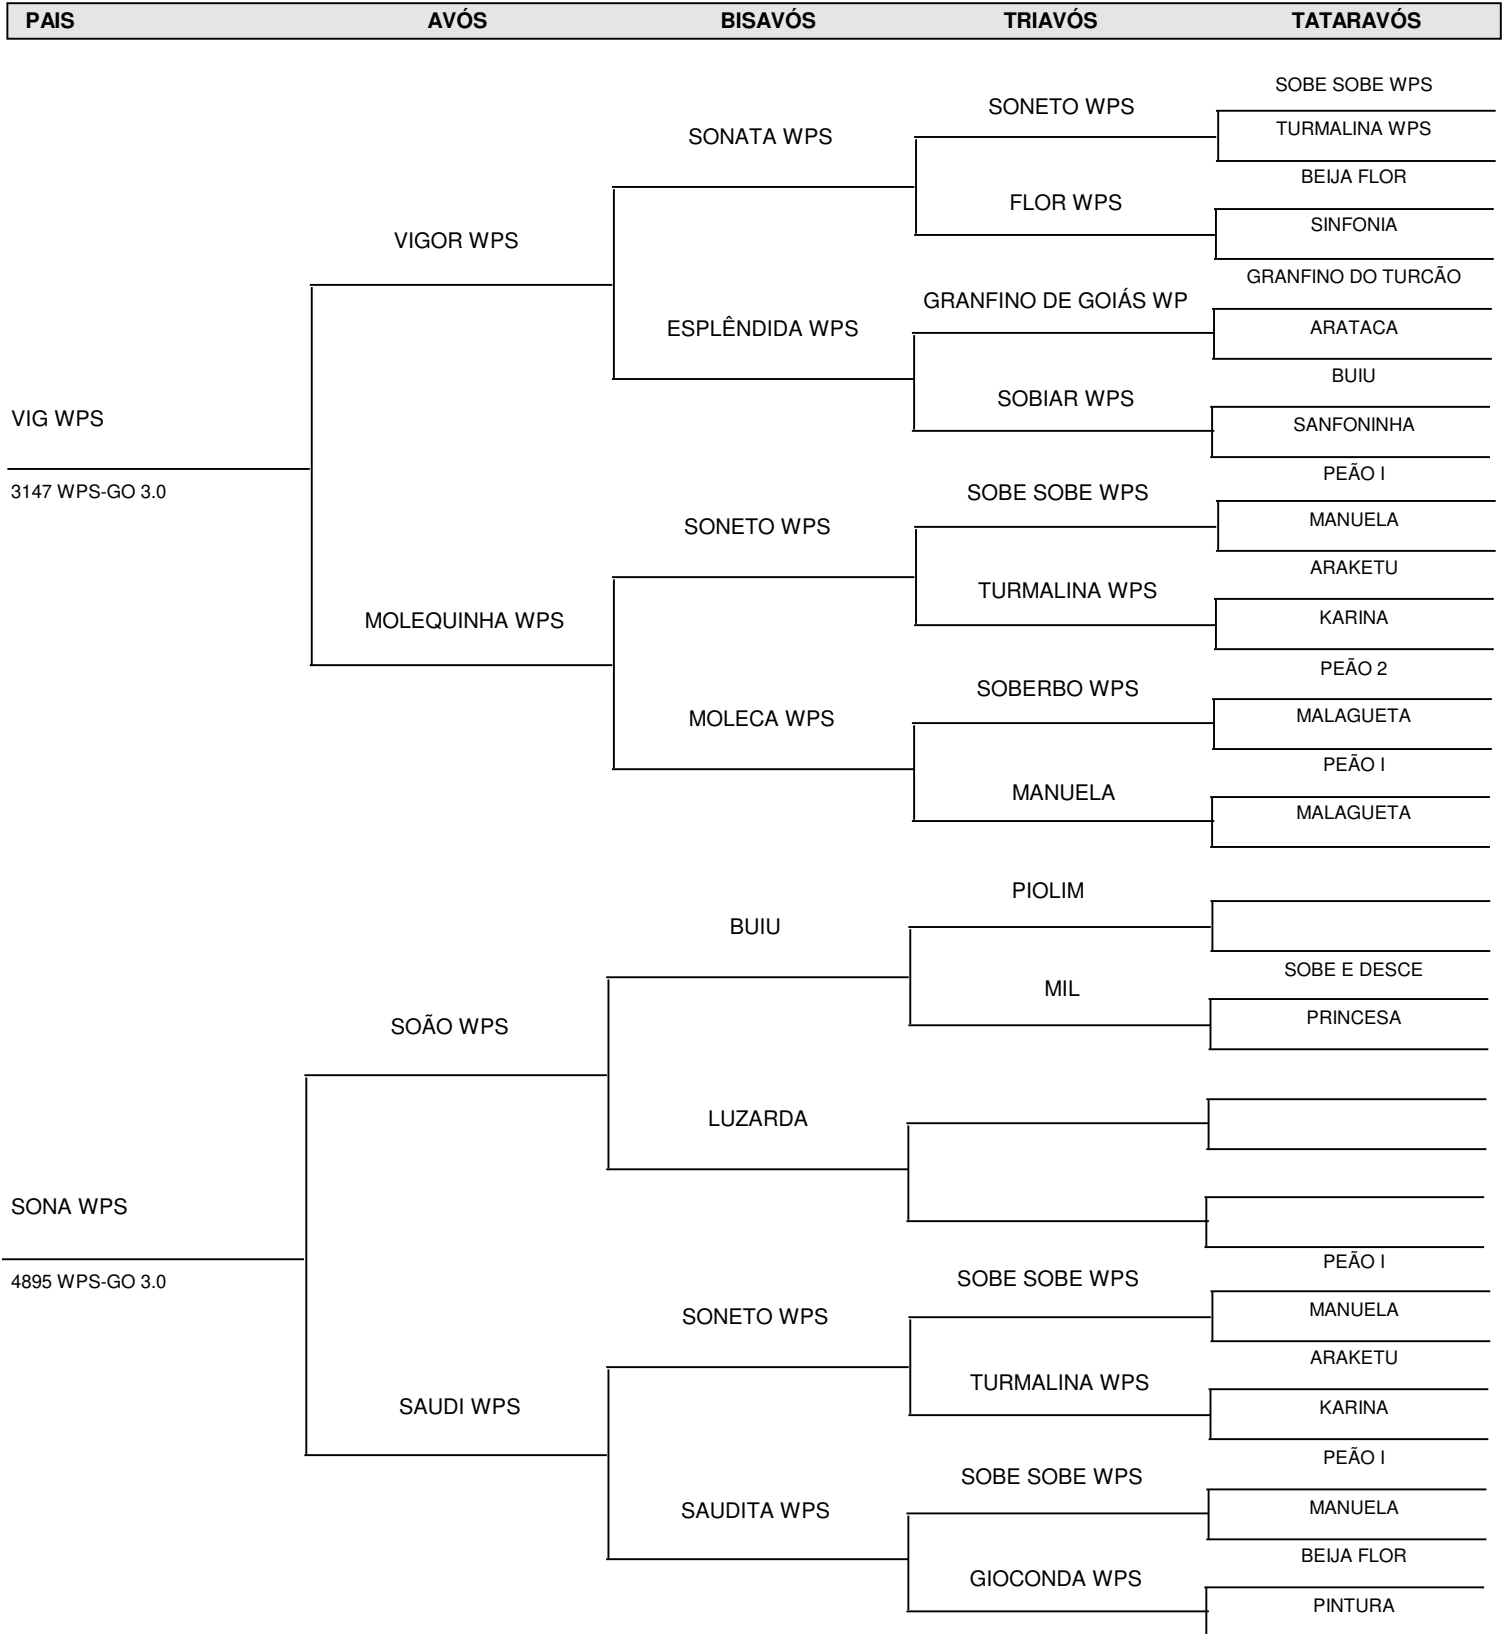 PAIS AVÓS BISAVÓS TRIAVÓS TATARAVÓS
SOBE SOBE WPS
SONETO WPS
TURMALINA WPS
SONATA WPS
BEIJA FLOR
FLOR WPS
SINFONIA
VIGOR WPS
GRANFINO DO TURCÃO
GRANFINO DE GOIÁS WP
ESPLÊNDIDA WPS
ARATACA
BUIU
SOBIAR WPS
VIG WPS
SANFONINHA
PEÃO I
3147 WPS-GO 3.0
SOBE SOBE WPS
SONETO WPS
MANUELA
ARAKETU
TURMALINA WPS
MOLEQUINHA WPS
KARINA
PEÃO 2
SOBERBO WPS
MOLECA WPS
MALAGUETA
PEÃO I
MANUELA
MALAGUETA
PIOLIM
BUIU
SOBE E DESCE
MIL
SOÃO WPS
PRINCESA
LUZARDA
SONA WPS
PEÃO I
4895 WPS-GO 3.0
SOBE SOBE WPS
SONETO WPS
MANUELA
ARAKETU
TURMALINA WPS
SAUDI WPS
KARINA
PEÃO I
SOBE SOBE WPS
SAUDITA WPS
MANUELA
BEIJA FLOR
GIOCONDA WPS
PINTURA